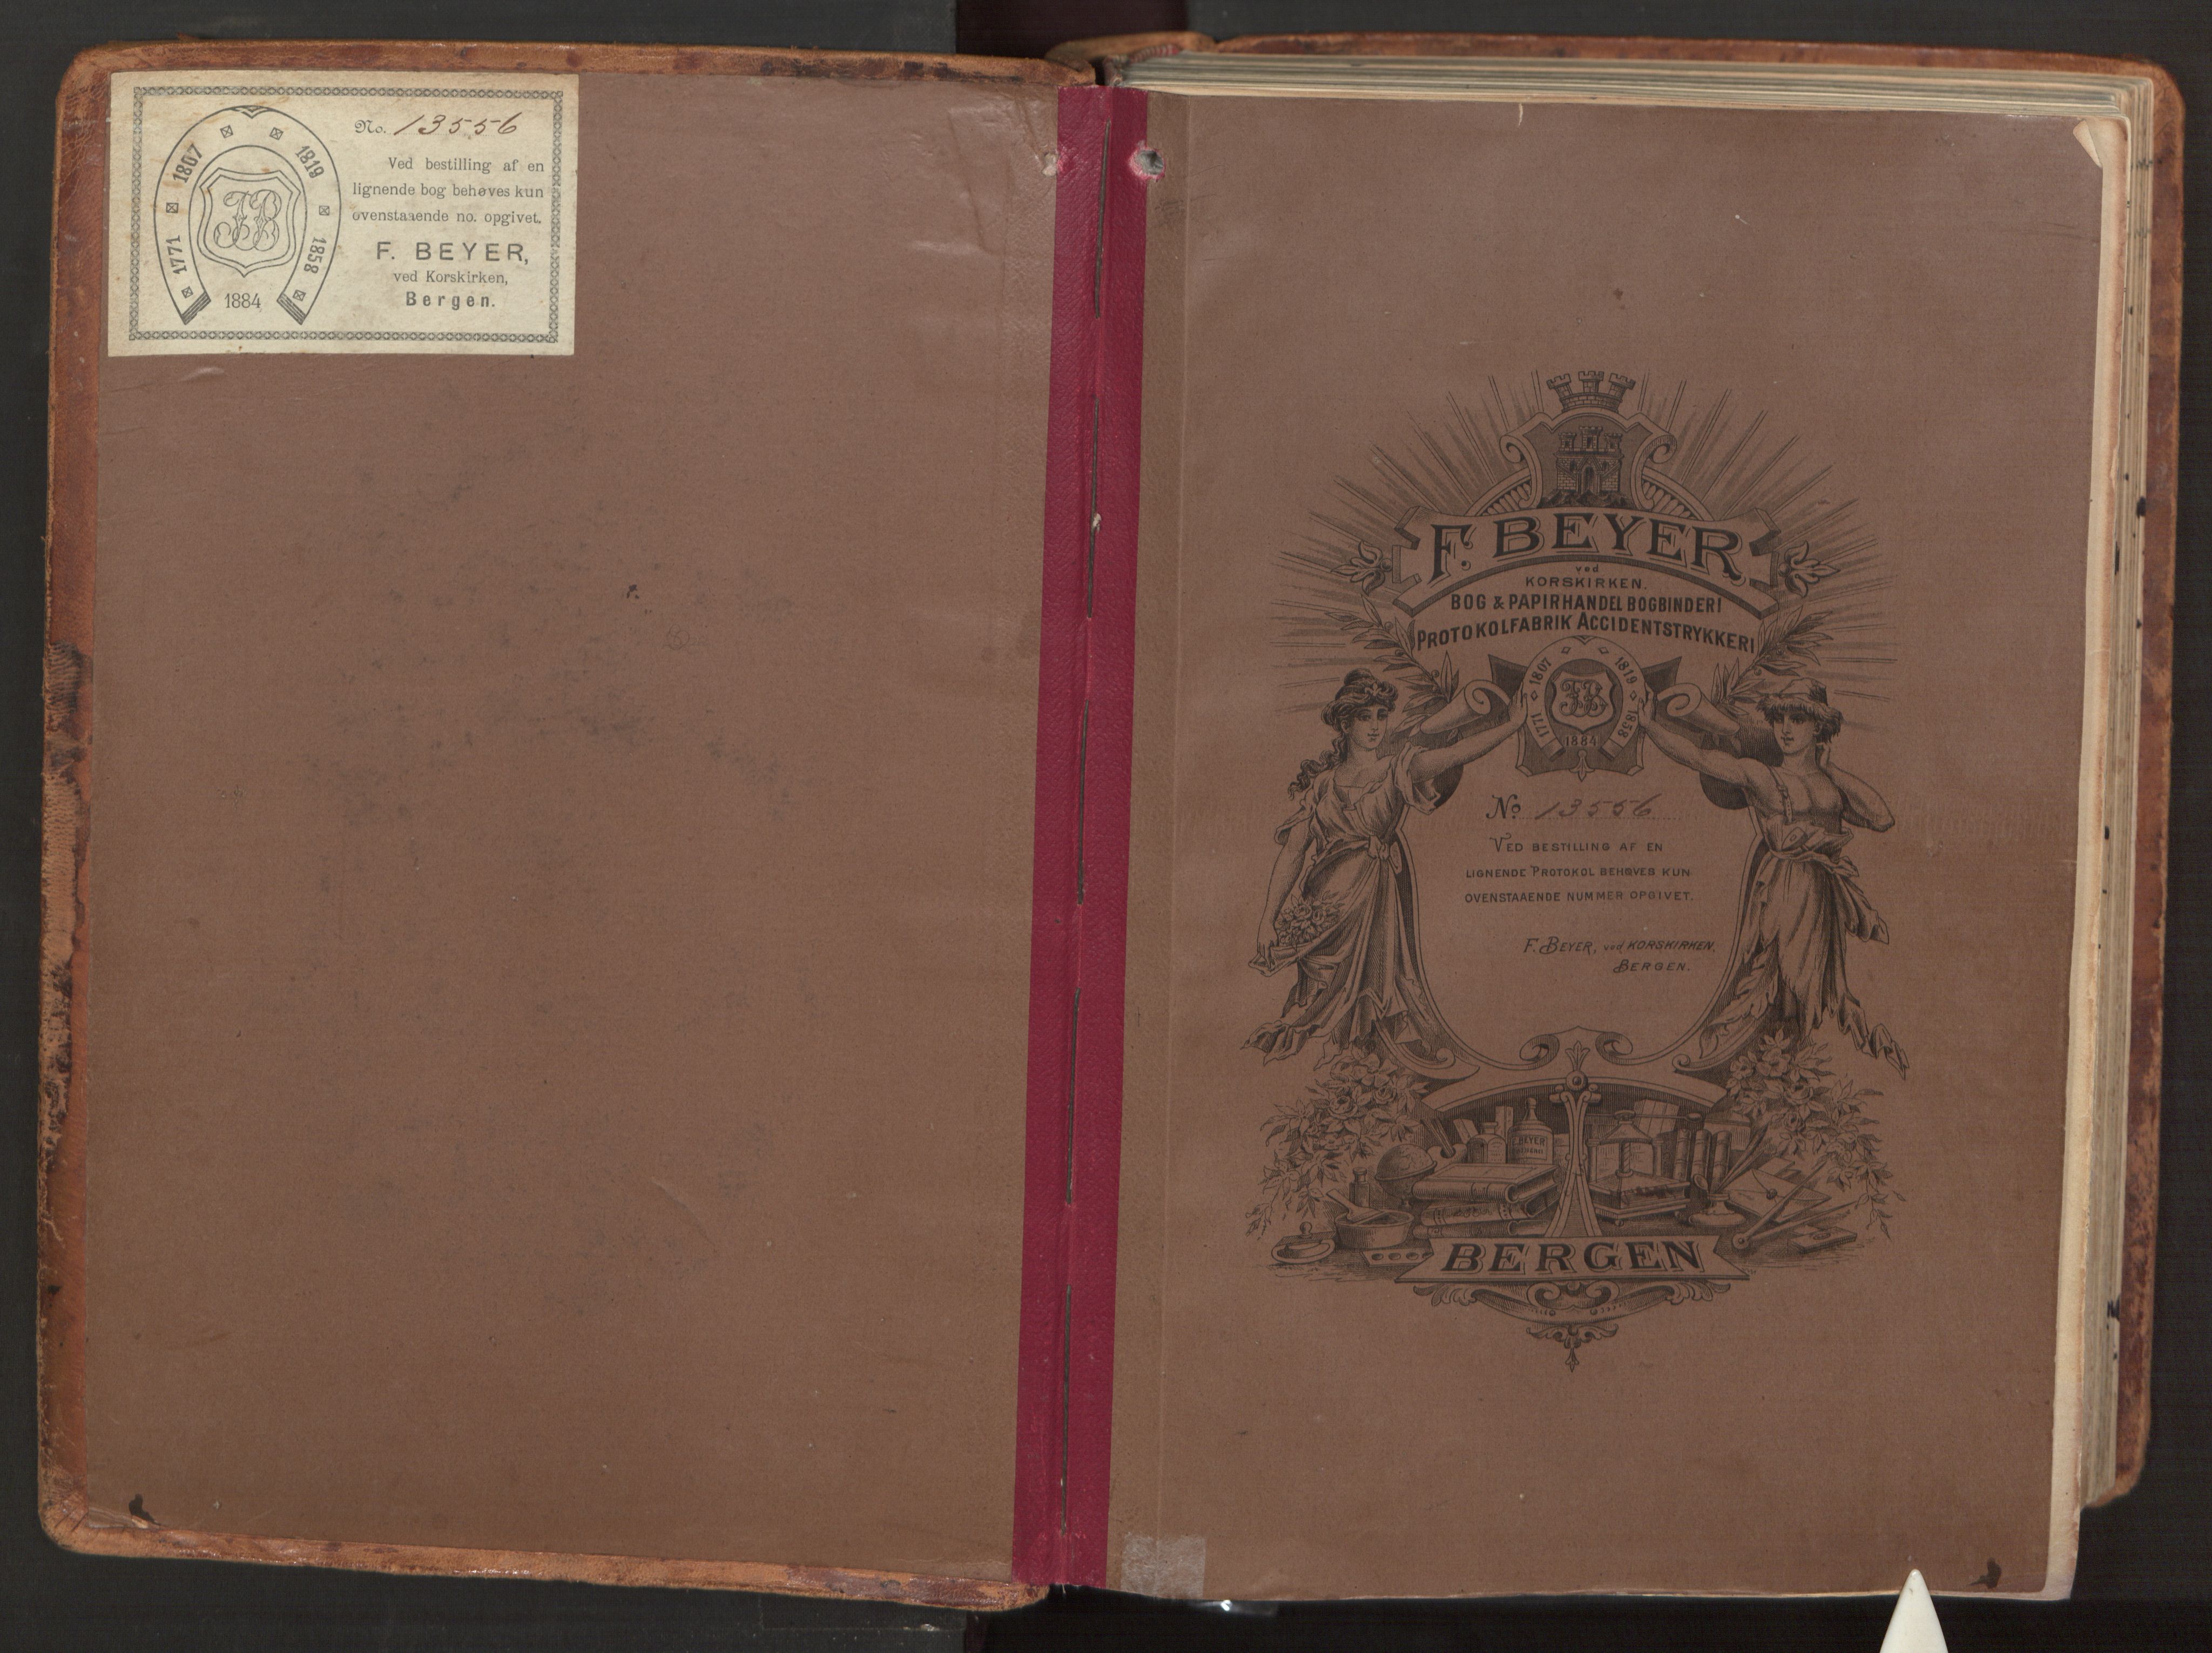 No. 13556
1771 1807 1819 1858
1884
FB
Ved bestilling af en
lignende bog behøves kun
ovenstaaende no. opgivet.
F. BEYER,
ved Korskirken,
Bergen.
F. BEYER
ved
KORSKIRKEN.
BOG & PAPIRHANDEL BOGBINDERI
PROTOKOLFABRIK ACCIDENTSTRYKKERI
1771 1807 1819 1858
FB
1884
No 13556
VED BESTILLING AF EN
LIGNENDE PROTOKOL BEHØVES KUN
OVENSTAAENDE NUMMER OPGIVET.
F. BEYER, ved KORSKIRKEN.
BERGEN.
BEYER
BERGEN